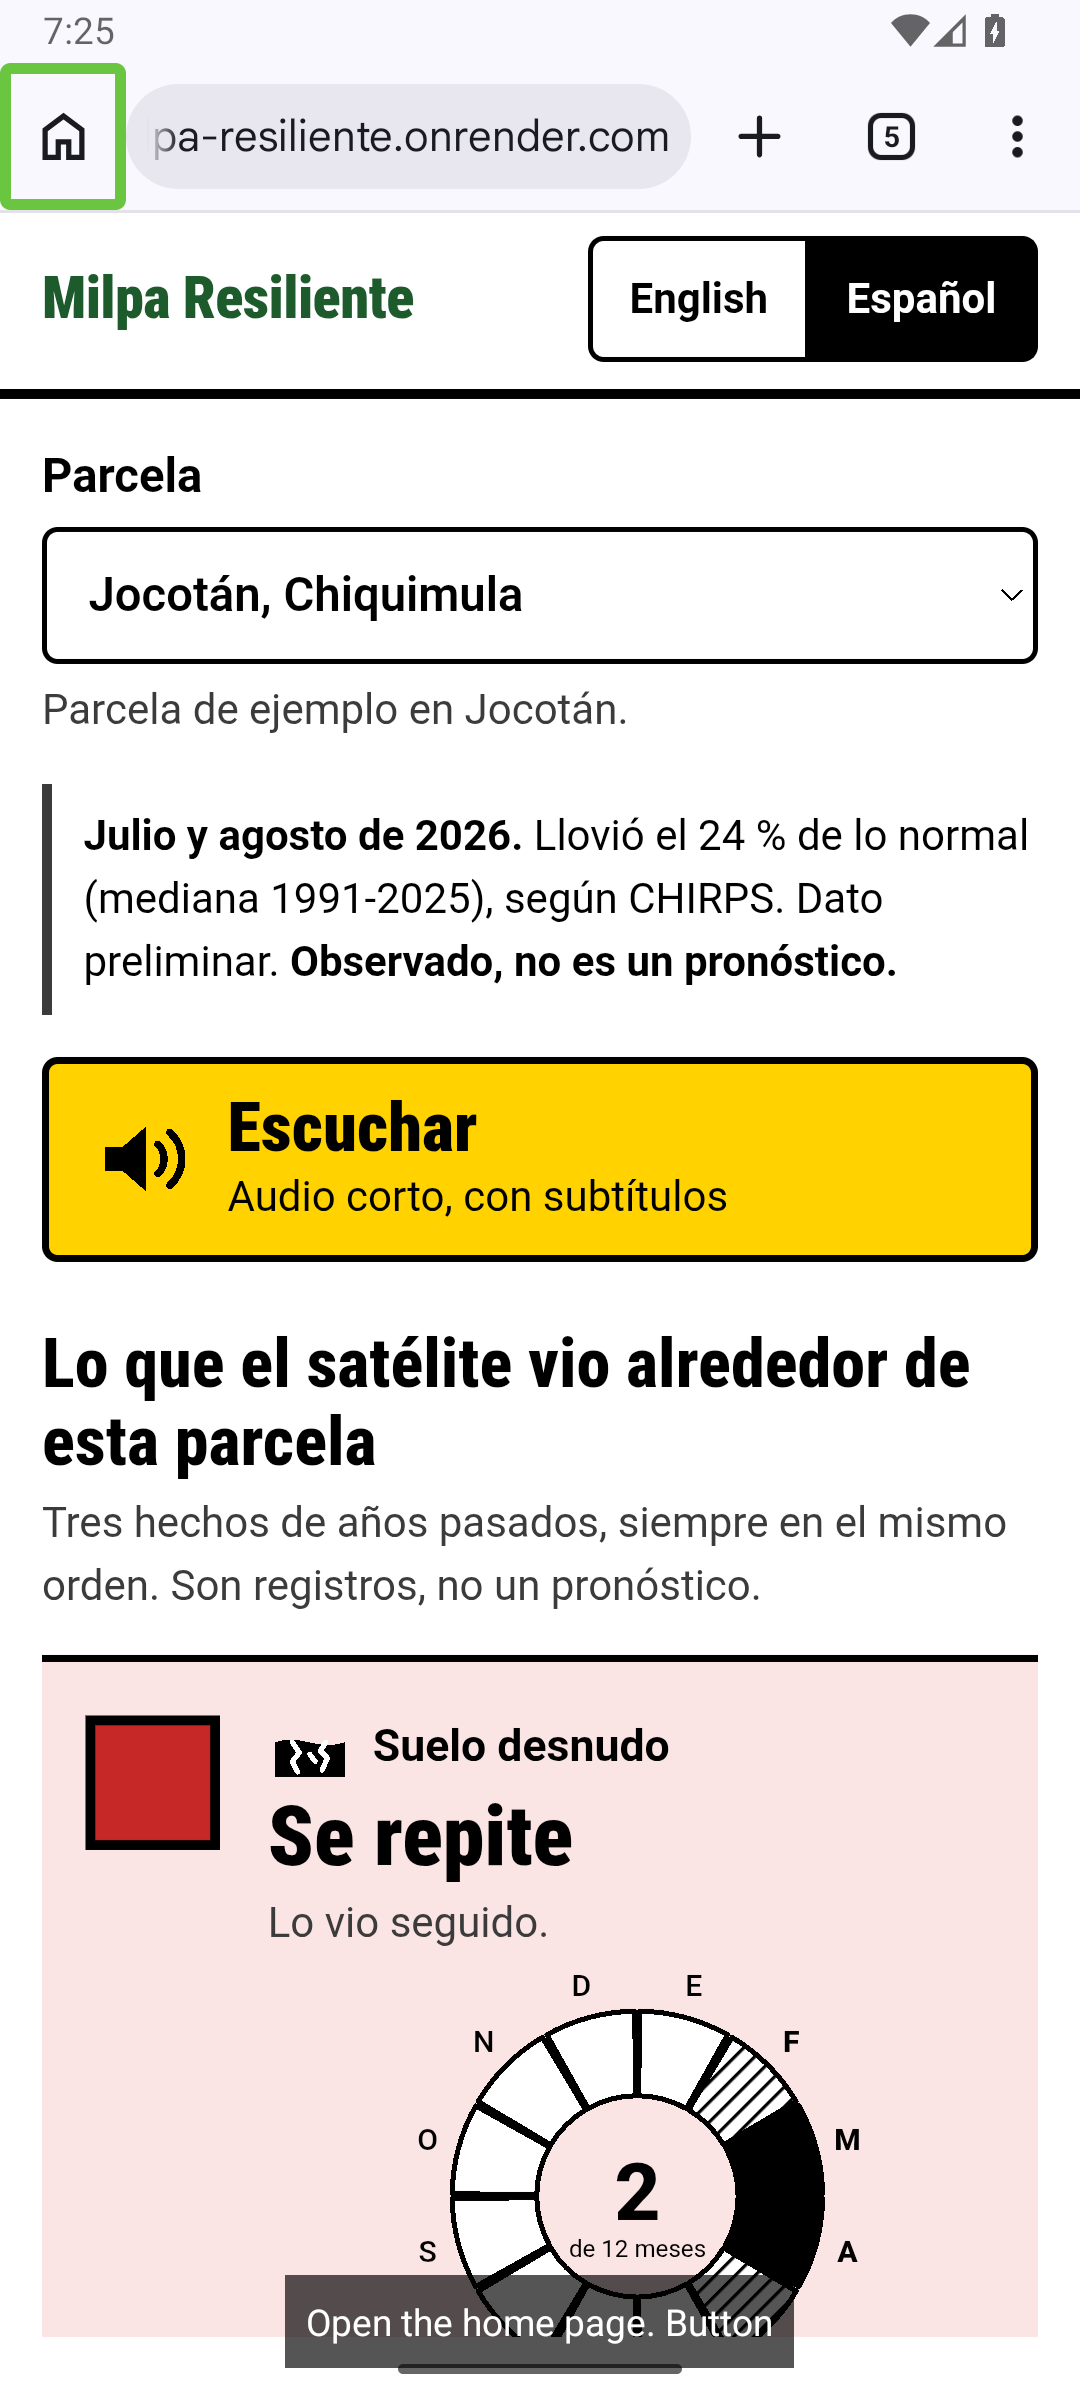 7:25
pa-resiliente.onrender.com
5
Milpa Resiliente
English
Español
Parcela
Jocotán, Chiquimula
Parcela de ejemplo en Jocotán.
Julio y agosto de 2026. Llovió el 24 % de lo normal
(mediana 1991-2025), según CHIRPS. Dato
preliminar. Observado, no es un pronóstico.
Escuchar
Audio corto, con subtítulos
Lo que el satélite vio alrededor de
esta parcela
Tres hechos de años pasados, siempre en el mismo
orden. Son registros, no un pronóstico.
Suelo desnudo
Se repite
Lo vio seguido.
D
E
N
F
O
M
2
de 12 meses
S
A
Open the home page. Button